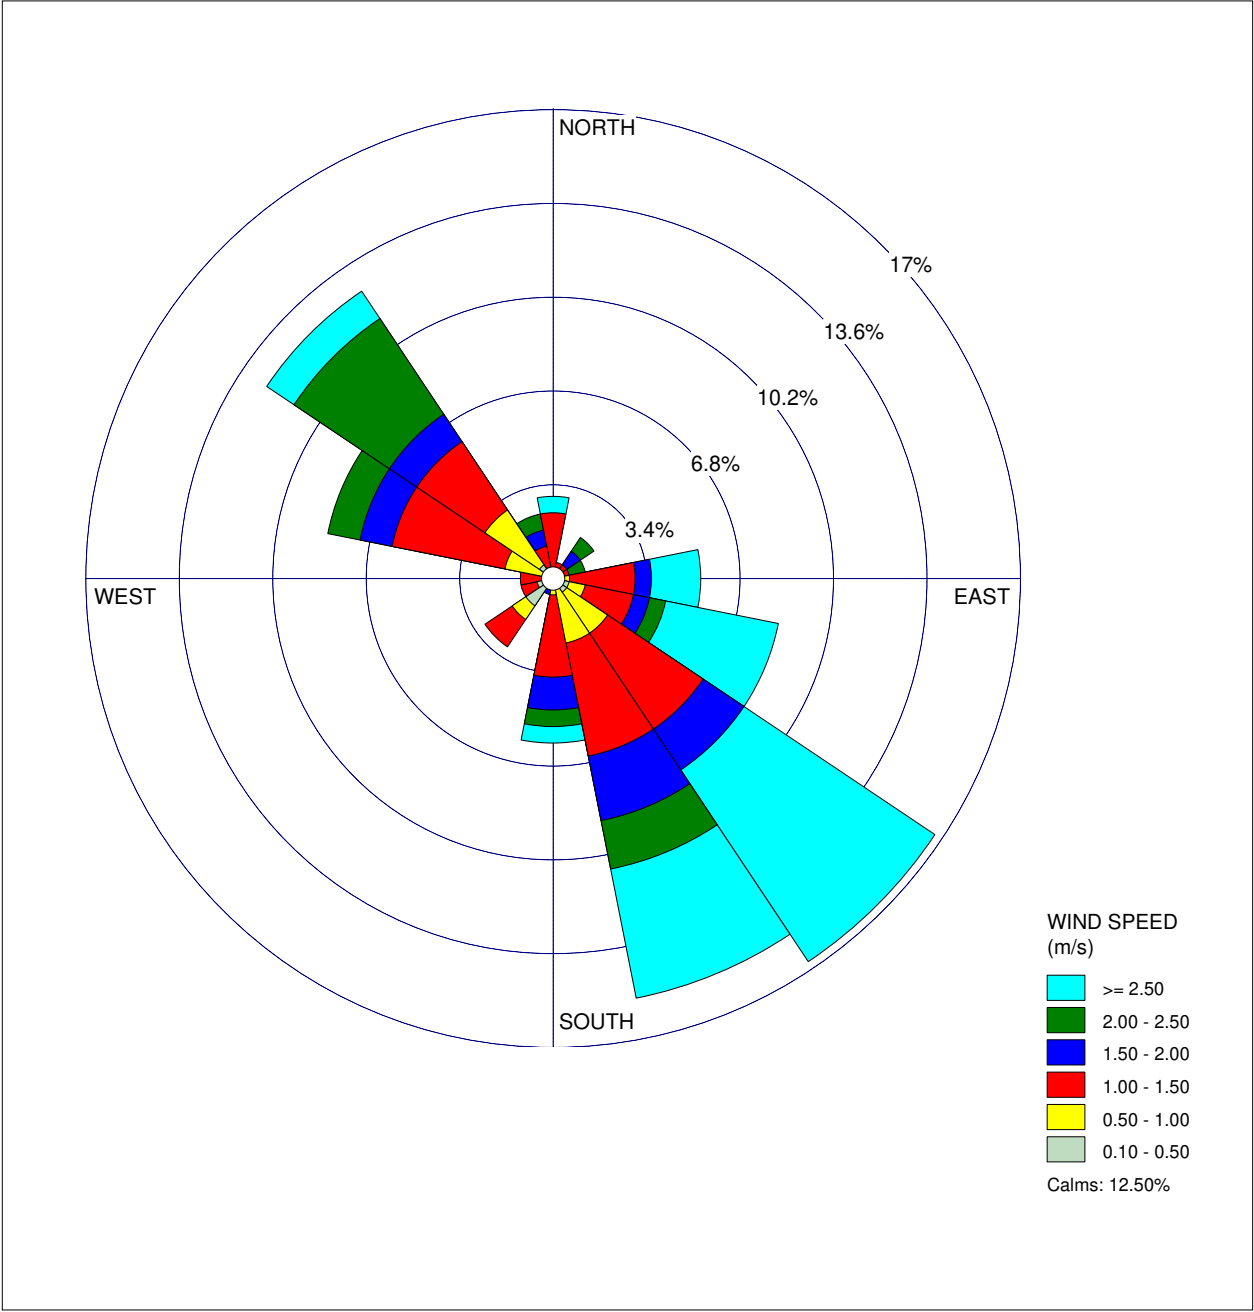 NORTH
17%
13.6%
10.2%
6.8%
3.4%
WEST
EAST
SOUTH
WIND SPEED
(m/s)
>= 2.50
2.00 - 2.50
1.50 - 2.00
1.00 - 1.50
0.50 - 1.00
0.10 - 0.50
Calms: 12.50%